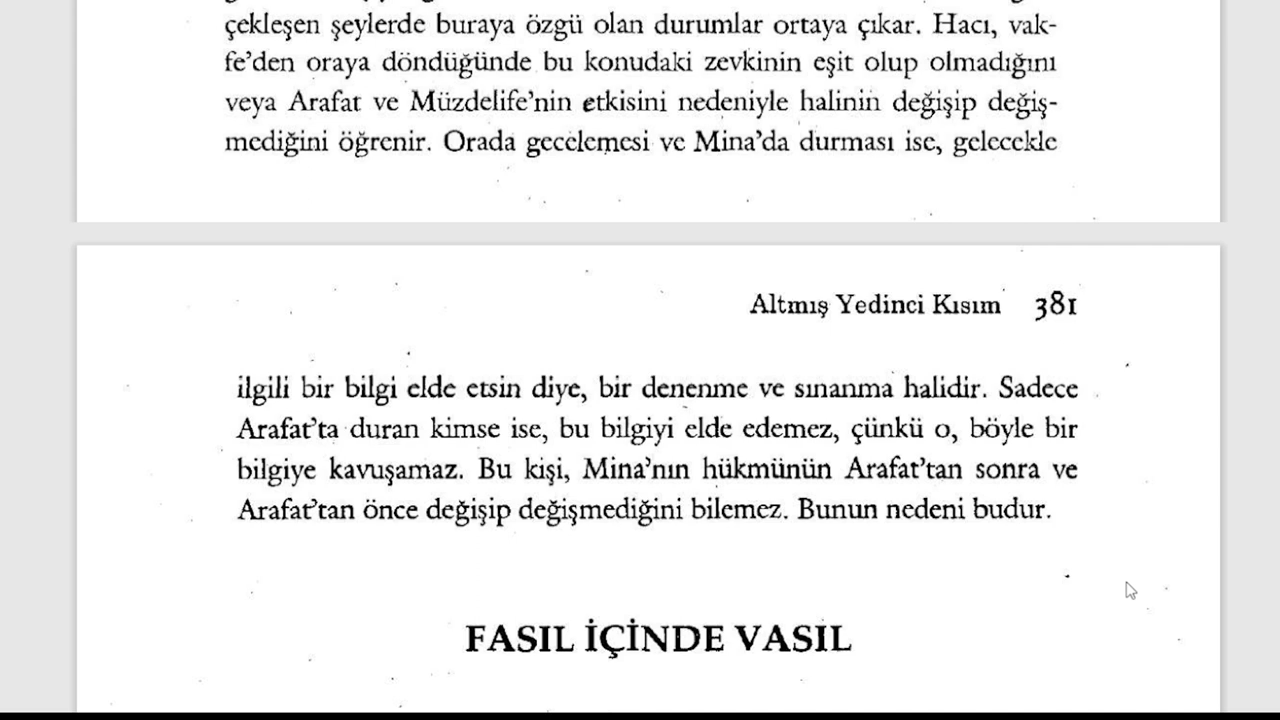 çekleşen şeylerde buraya özgü olan durumlar ortaya çıkar. Hacı, vak-
fe'den oraya döndüğünde bu konudaki zevkinin eşit olup olmadığını
veya Arafat ve Müzdelife'nin etkisini nedeniyle halinin değişip değiş-
mediğini öğrenir. Orada gecelemesi ve Mina'da durması ise, gelecekle
Altmış Yedinci Kısım 381
ilgili bir bilgi elde etsin diye, bir denenme ve sınanma halidir. Sadece
Arafat'ta duran kimse ise, bu bilgiyi elde edemez, çünkü o, böyle bir
bilgiye kavuşamaz. Bu kişi, Mina'nın hükmünün Arafat'tan sonra ve
Arafat'tan önce değişip değişmediğini bilemez. Bunun nedeni budur.
FASIL İÇİNDE VASIL